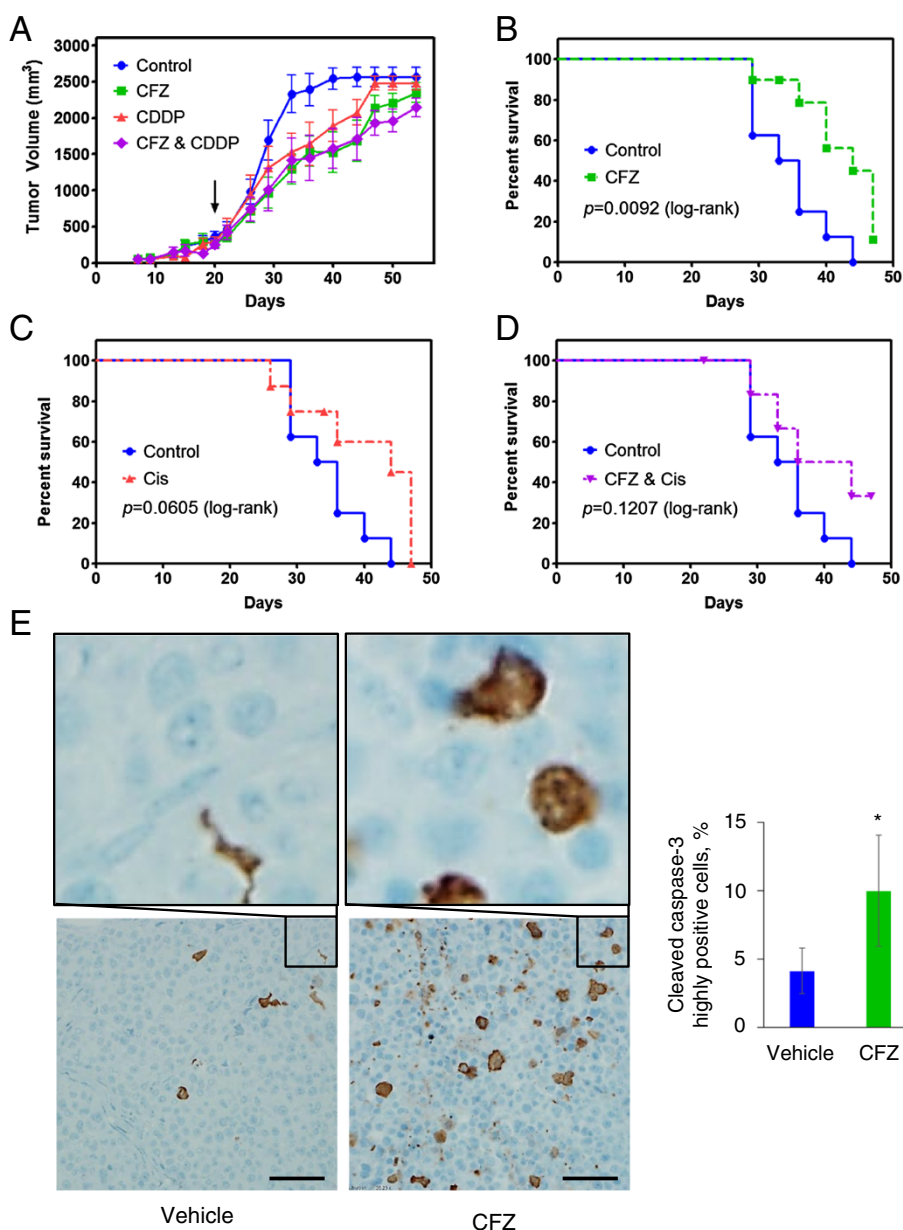 A
Tumor Volume (mm³)
3000
2500
2000
1500
1000
500
0
Control
CFZ
CDDP
CFZ & CDDP
0 10 20 30 40 50
Days
B
Percent survival
100
80
60
40
20
0
Control
CFZ
p=0.0092 (log-rank)
0 10 20 30 40 50
Days
C
Percent survival
100
80
60
40
20
0
Control
Cis
p=0.0605 (log-rank)
0 10 20 30 40 50
Days
D
Percent survival
100
80
60
40
20
0
Control
CFZ & Cis
p=0.1207 (log-rank)
0 10 20 30 40 50
Days
E
Vehicle
CFZ
Cleaved caspase-3
highly positive cells, %
15
10
5
0
*
Vehicle CFZ